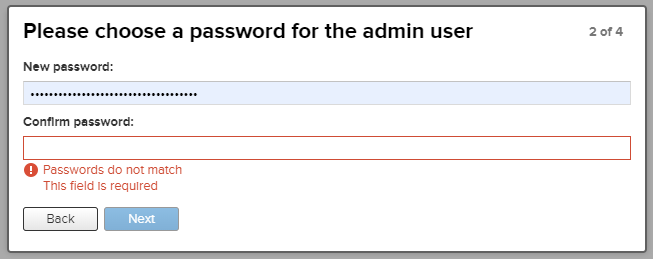 Please choose a password for the admin user
2 of 4
New password:
••••••••••••••••••••••••••••••••••••
Confirm password:
Passwords do not match
This field is required
Back
Next